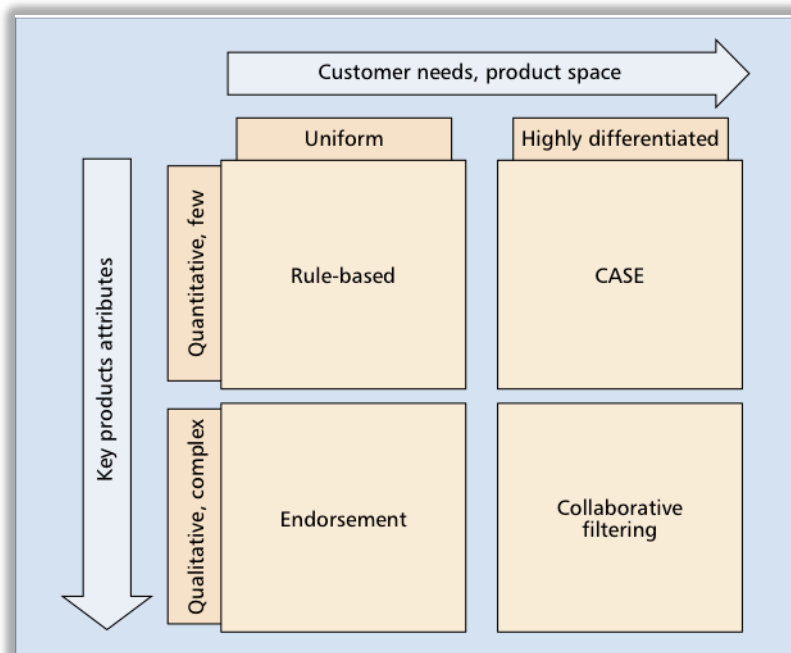 Customer needs, product space
Uniform
Highly differentiated
Key products attributes
Quantitative, few
Rule-based
CASE
Qualitative, complex
Endorsement
Collaborative
filtering